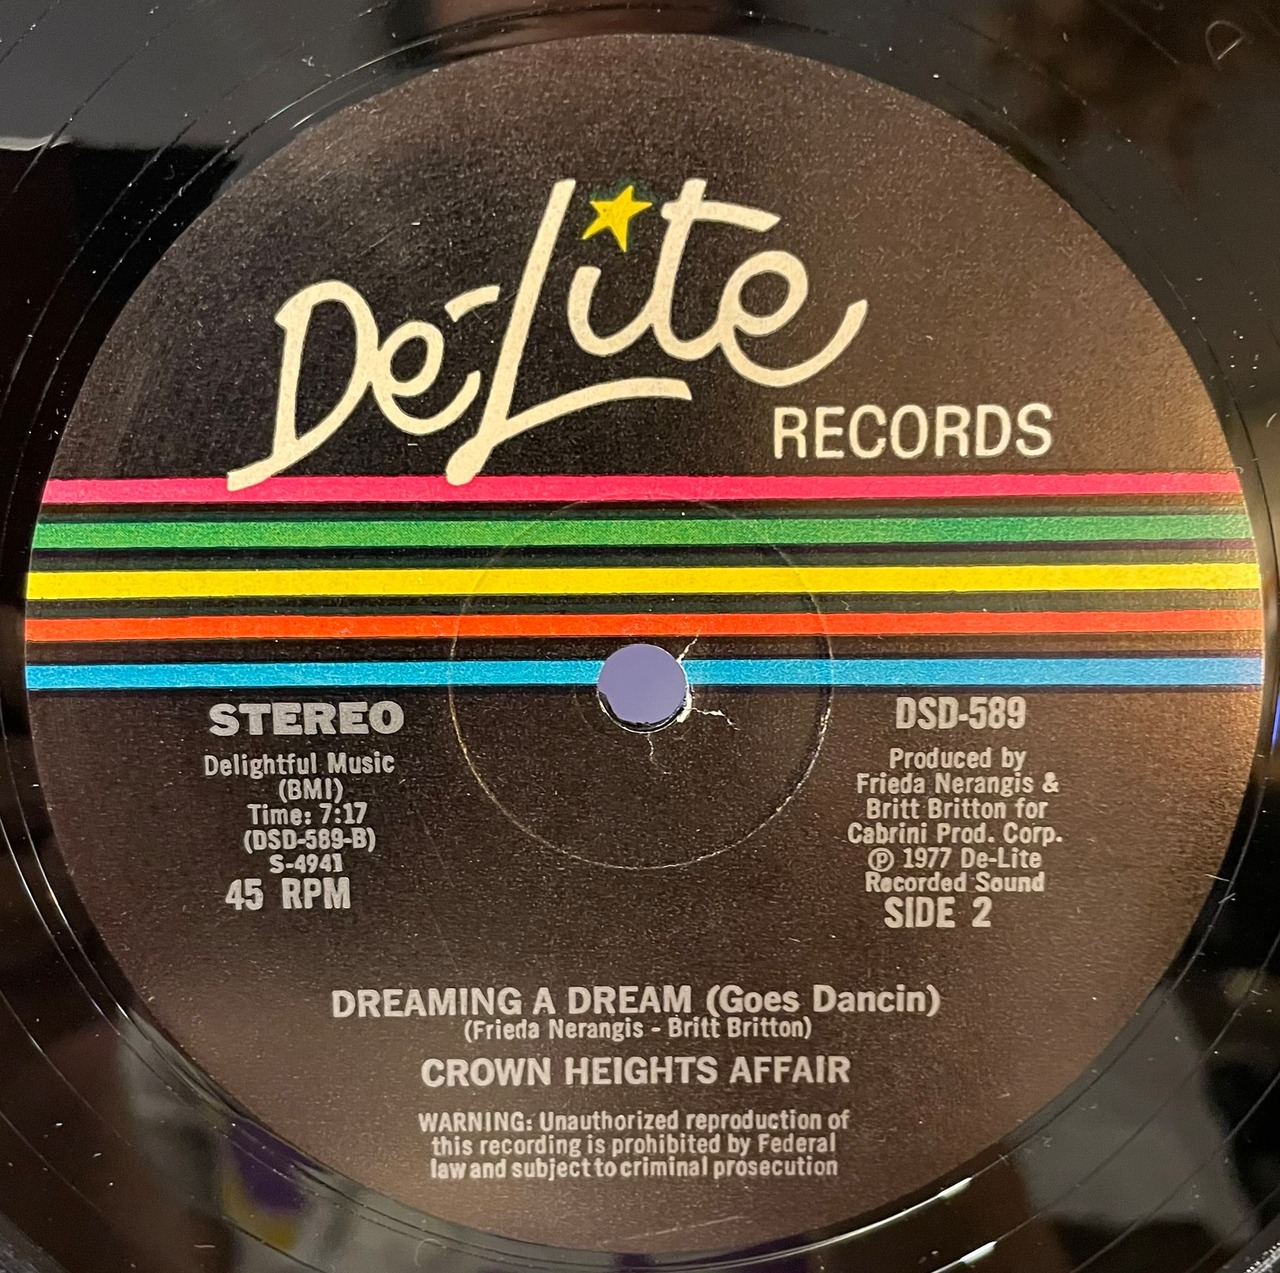 De-Lite
RECORDS
STEREO
Delightful Music
(BMI)
Time: 7:17
(DSD-589-B)
S-4941
45 RPM
DSD-589
Produced by
Frieda Nerangis &
Britt Britton for
Cabrini Prod. Corp.
Ⓟ 1977 De-Lite
Recorded Sound
SIDE 2
DREAMING A DREAM (Goes Dancin)
(Frieda Nerangis - Britt Britton)
CROWN HEIGHTS AFFAIR
WARNING: Unauthorized reproduction of
this recording is prohibited by Federal
law and subject to criminal prosecution